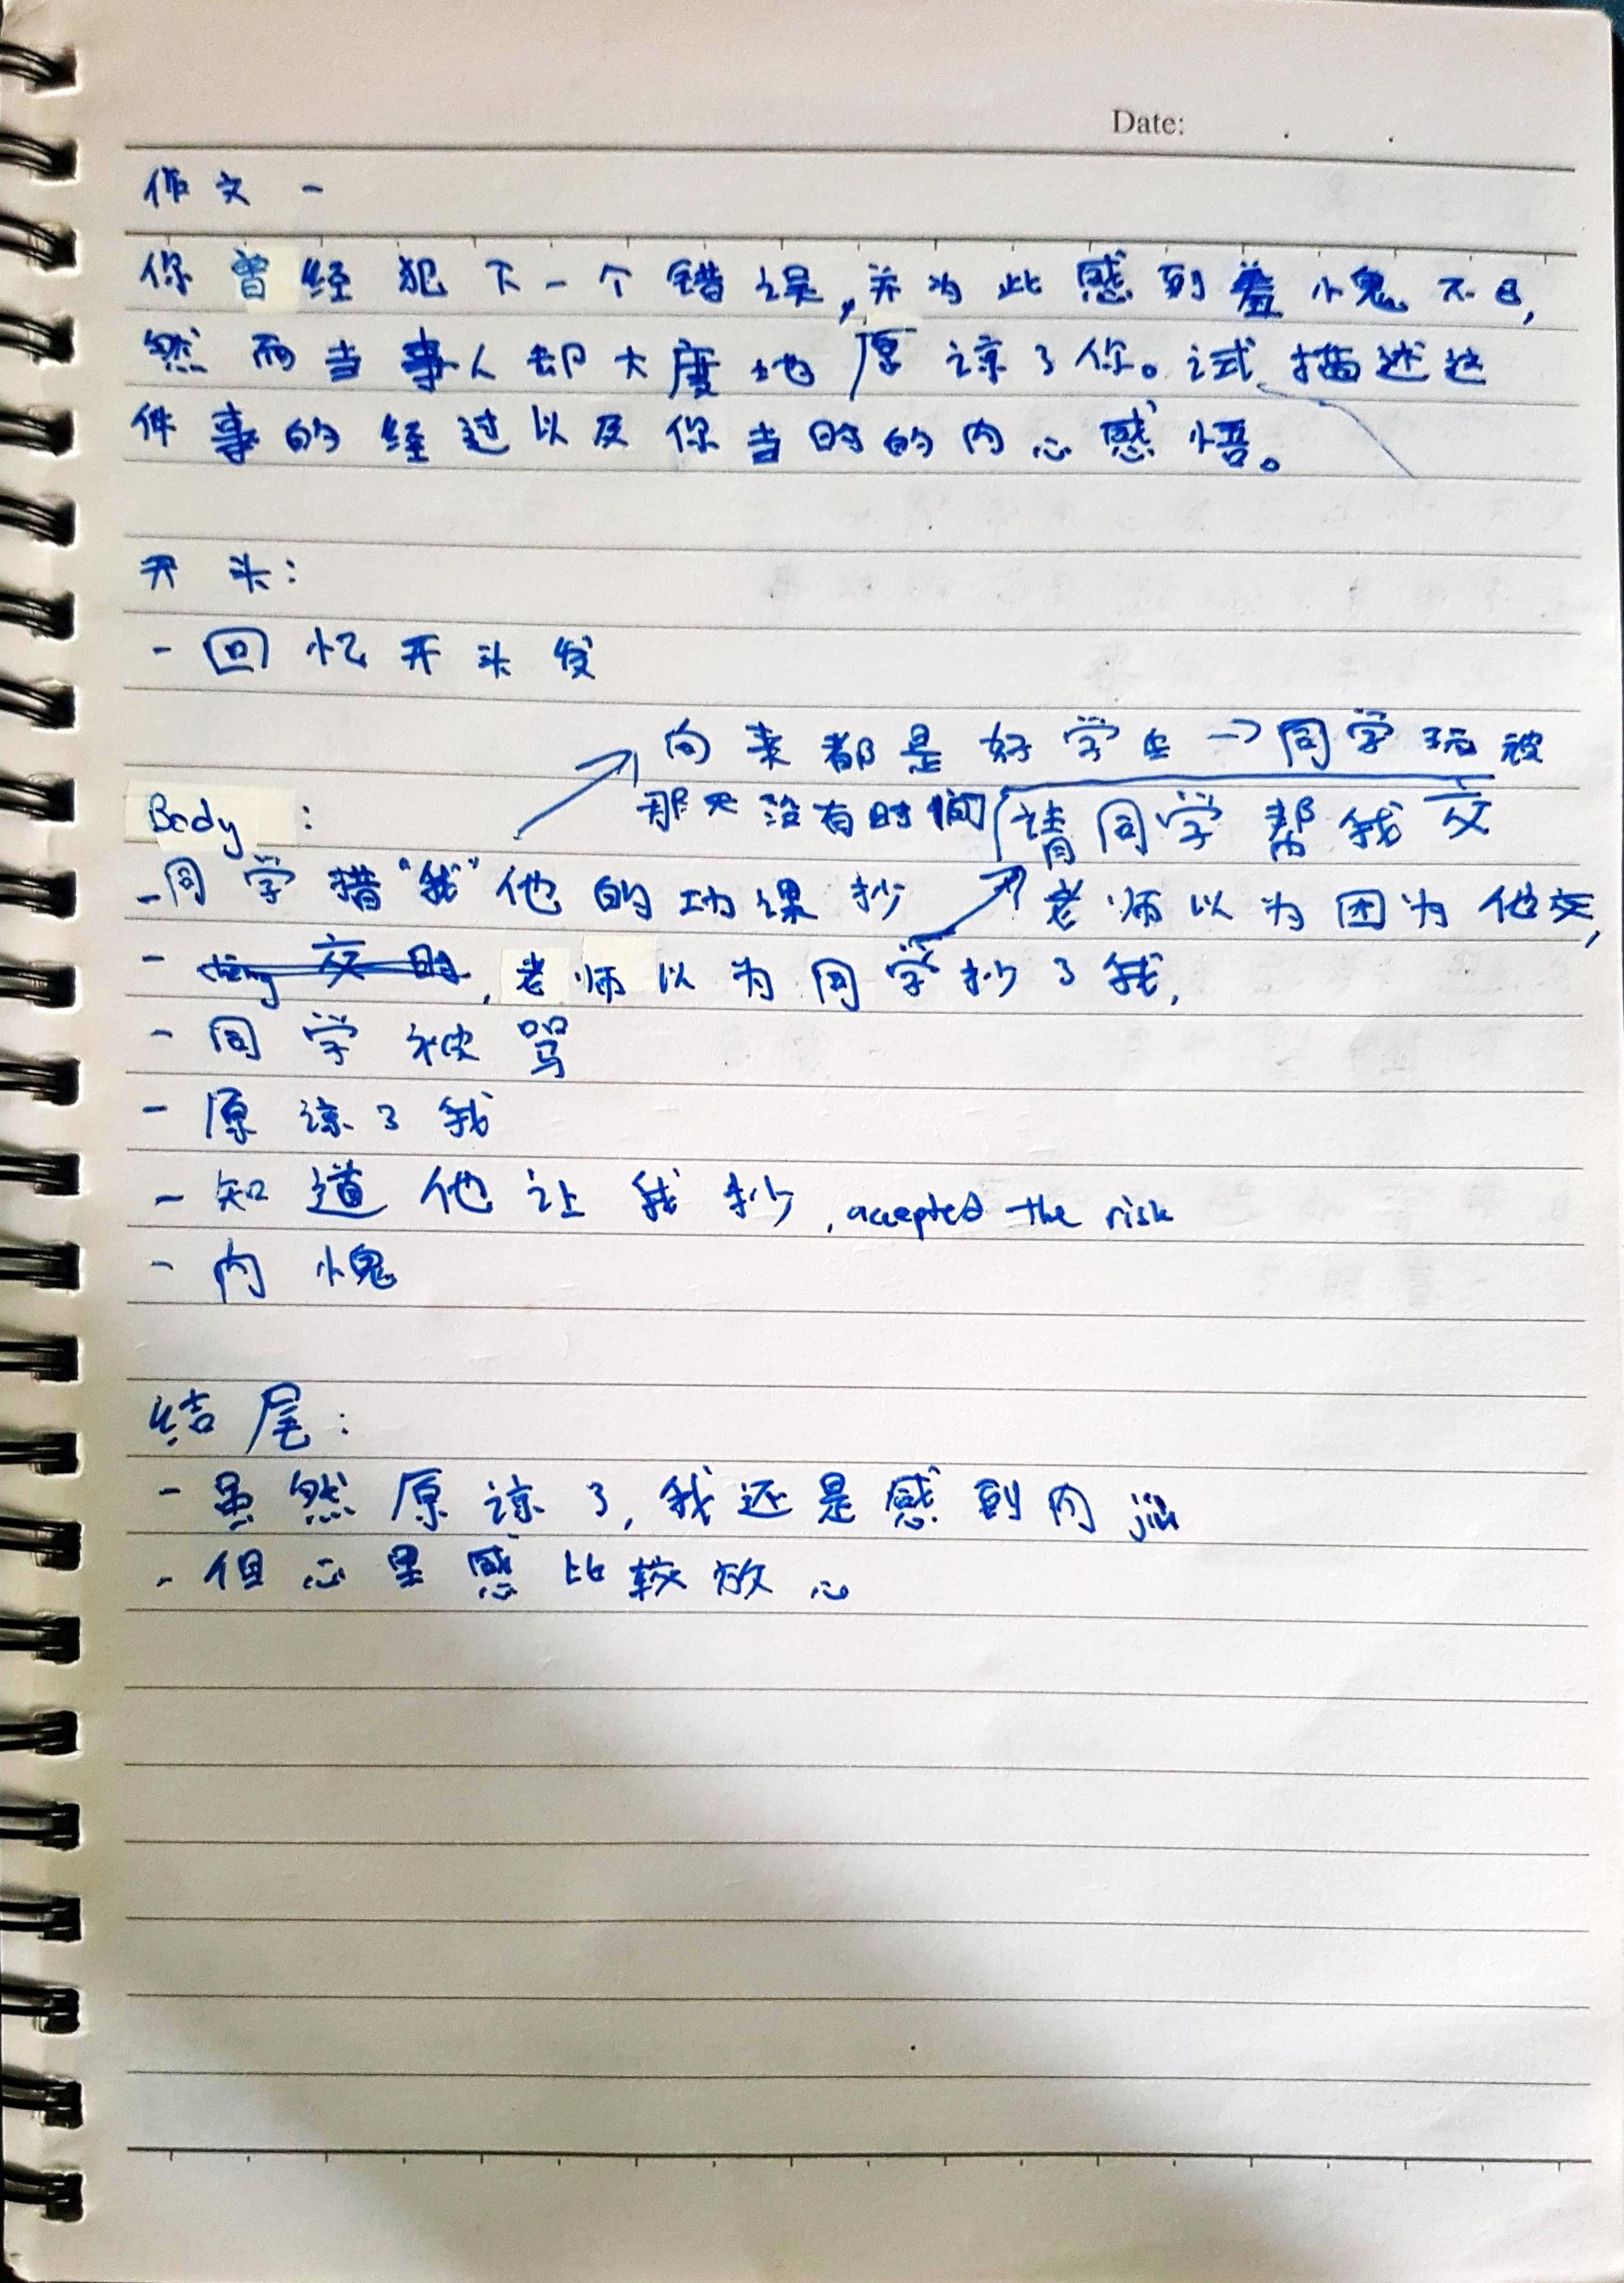 Date: . .
作文一
你曾经犯下一个错误,并为此感到羞愧不已,
然而当事人却大度地原谅了你。试描述这
件事的经过以及你当时的内心感悟。
开头:
- 回忆开头发
向来都是好学生 → 同学玩被
那天没有时间 请同学帮我交
Body :
- 同学措“我”他的功课抄
老师以为因为他交,
- 交时, 老师以为同学抄了我,
- 同学被骂
- 原谅了我
- 知道他让我抄, accepted the risk
- 内愧
结尾:
- 虽然原谅了, 我还是感到内jiu
- 但心里感比较放心